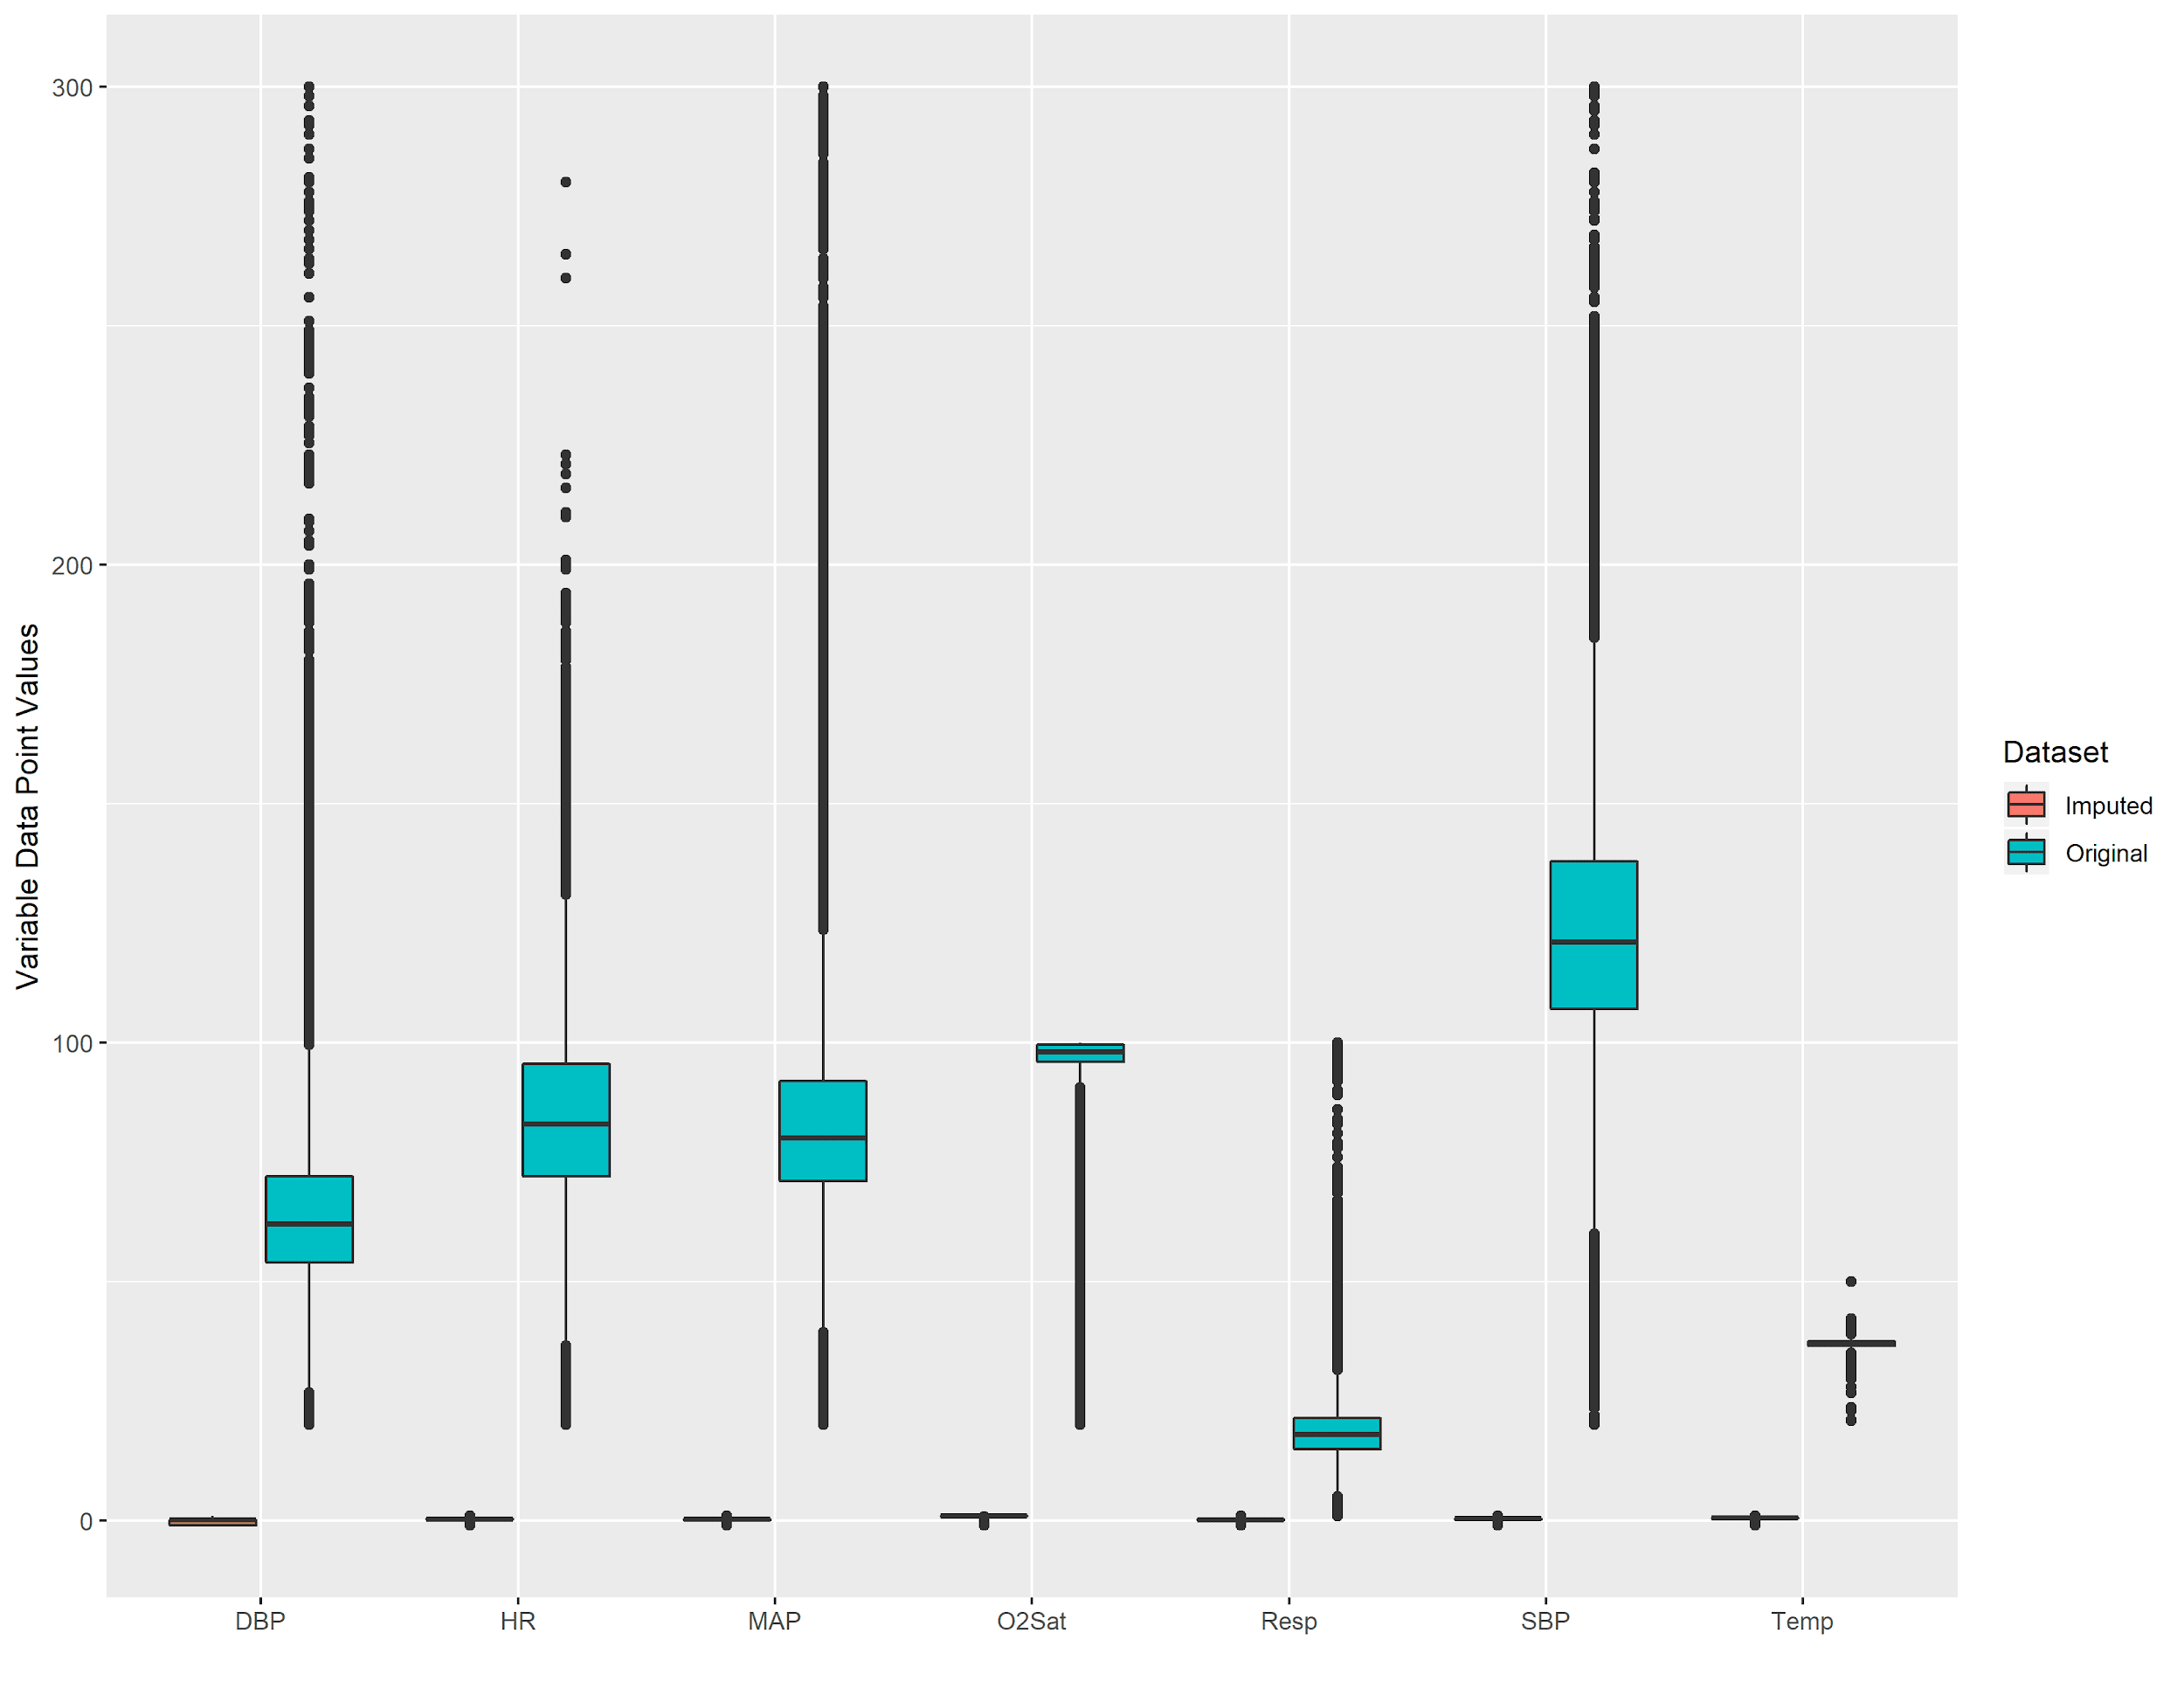 Variable Data Point Values
300
200
100
0
DBP HR MAP O2Sat Resp SBP Temp
Dataset
Imputed
Original